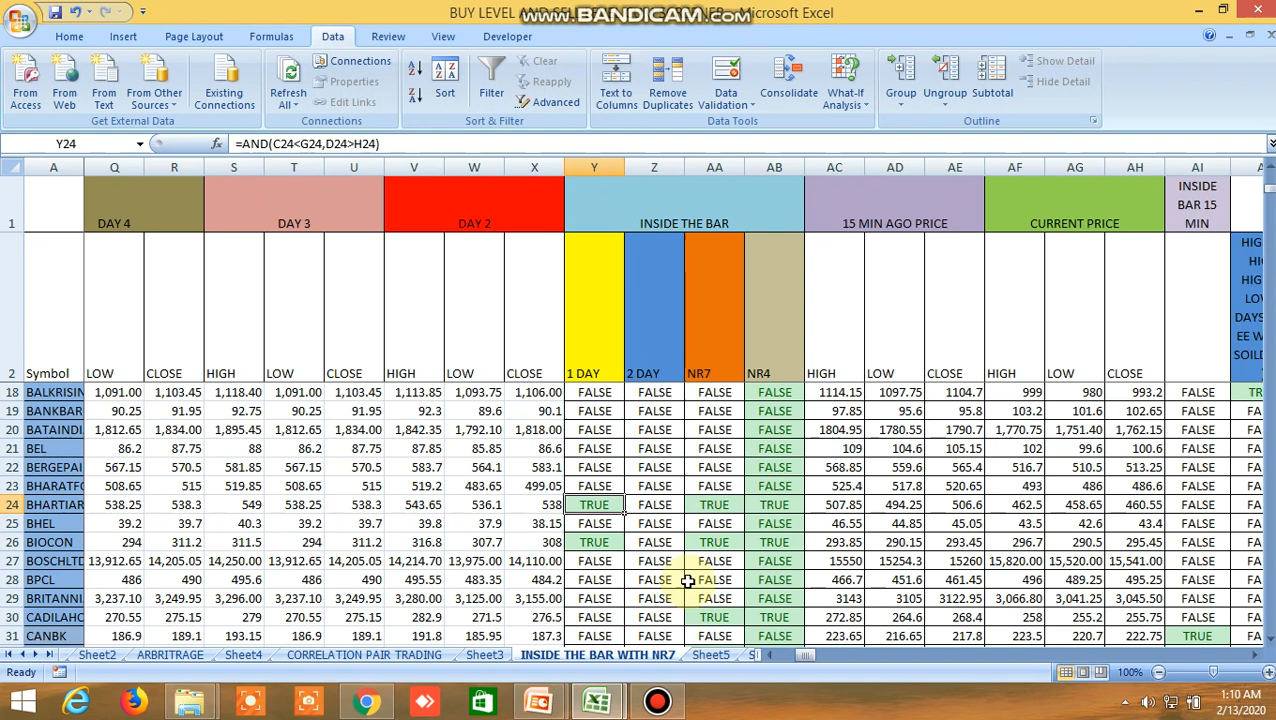 BUY LEVEL AND SEL
www.BANDICAM.com
NER - Microsoft Excel
Home Insert Page Layout Formulas Data Review View Developer
From Access
From Web
From Text
From Other Sources
Existing Connections
Refresh All
Connections
Properties
Edit Links
Sort
Filter
Clear
Reapply
Advanced
Text to Columns
Remove Duplicates
Data Validation
Consolidate
What-If Analysis
Group
Ungroup
Subtotal
Show Detail
Hide Detail
Get External Data Connections Sort & Filter Data Tools Outline
Y24 fx =AND(C24<G24,D24>H24)
A Q R S T U V W X Y Z AA AB AC AD AE AF AG AH AI
1 DAY 4 DAY 3 DAY 2 INSIDE THE BAR 15 MIN AGO PRICE CURRENT PRICE INSIDE BAR 15 MIN
2 Symbol LOW CLOSE HIGH LOW CLOSE HIGH LOW CLOSE 1 DAY 2 DAY NR7 NR4 HIGH LOW CLOSE HIGH LOW CLOSE
18 BALKRISIN 1,091.00 1,103.45 1,118.40 1,091.00 1,103.45 1,113.85 1,093.75 1,106.00 FALSE FALSE FALSE FALSE 1114.15 1097.75 1104.7 999 980 993.2 FALSE TR
19 BANKBAR 90.25 91.95 92.75 90.25 91.95 92.3 89.6 90.1 FALSE FALSE FALSE FALSE 97.85 95.6 95.8 103.2 101.6 102.65 FALSE FA
20 BATAINDI 1,812.65 1,834.00 1,895.45 1,812.65 1,834.00 1,842.35 1,792.10 1,818.00 FALSE FALSE FALSE FALSE 1804.95 1780.55 1790.7 1,770.75 1,751.40 1,762.15 FALSE FA
21 BEL 86.2 87.75 88 86.2 87.75 87.85 85.85 86.6 FALSE FALSE FALSE FALSE 109 104.6 105.15 102 98 98.15 FALSE FA
22 BERGEPAI 567.15 570.5 581.85 567.15 570.5 583.7 564.1 583.1 FALSE FALSE FALSE FALSE 568.85 559.6 565.4 516.7 510.5 513.25 FALSE FA
23 BHARATFO 508.25 515 519.85 508.25 515 519.2 483.65 499.05 FALSE FALSE FALSE FALSE 525.4 517.8 520.65 493 486 486.6 FALSE FA
24 BHARTIAR 508.65 538.3 549 508.25 538.3 543.65 536.1 538 TRUE FALSE TRUE TRUE 507.85 494.25 506.6 462.5 458.65 460.55 FALSE FA
25 BHEL 39.2 39.7 40.3 39.2 39.7 39.8 37.9 38.15 FALSE FALSE FALSE FALSE 46.55 44.85 45.05 43.5 42.6 43.4 FALSE FA
26 BIOCON 294 311.2 311.5 294 311.2 316.8 307.7 308 TRUE FALSE TRUE TRUE 293.85 290.15 293.45 296.7 290.5 293.45 FALSE FA
27 BOSCHLTD 13,912.65 14,205.00 14,250.00 13,912.65 14,205.00 14,214.70 13,975.00 14,110.00 FALSE FALSE FALSE FALSE 15550 15254.3 15260 15,820.00 15,520.00 15,541.00 FALSE FA
28 BPCL 486 490 495.6 486 490 495.55 483.35 484.2 FALSE FALSE FALSE FALSE 466.7 451.6 461.45 496 489.25 495.25 FALSE FA
29 BRITANNI 3,237.10 3,249.95 3,296.00 3,237.10 3,249.95 3,280.00 3,125.00 3,155.00 FALSE FALSE FALSE FALSE 3143 3105 3122.95 3,066.80 3,041.25 3,045.50 FALSE FA
30 CADILAHC 270.55 275.15 279 270.55 275.15 282.9 271.5 276.5 FALSE FALSE TRUE TRUE 272.85 264.6 268.4 258 255.2 255.75 FALSE FA
31 CANBK 186.9 189.1 193.15 186.9 189.1 191.8 185.95 187.3 FALSE FALSE FALSE FALSE 223.65 216.65 217.8 223.5 220.7 222.75 TRUE FA
Sheet2 ARBITRAGE Sheet4 CORRELATION PAIR TRADING Sheet3 INSIDE THE BAR WITH NR7 Sheet5
Ready 100%
1:10 AM
2/13/2020